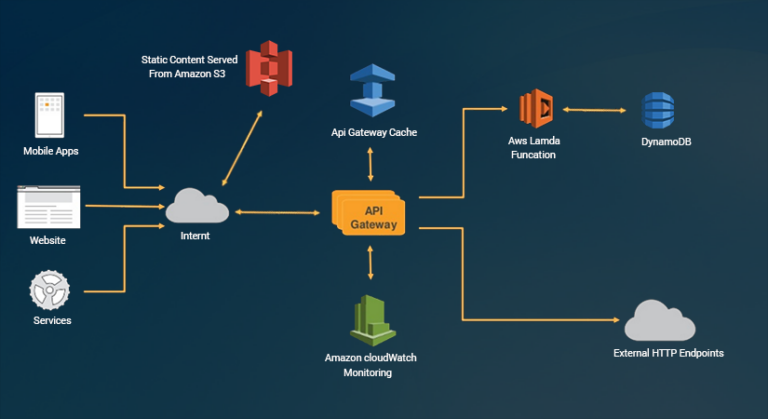 Static Content Served
From Amazon S3
Mobile Apps
Api Gateway Cache
Aws Lamda
Funcation
DynamoDB
Website
Internt
API
Gateway
Services
Amazon cloudWatch
Monitoring
External HTTP Endpoints